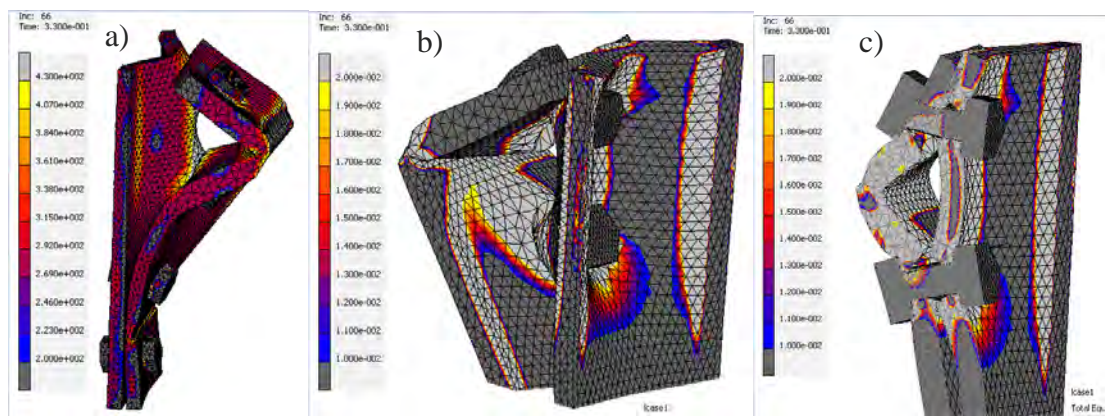 Inc: 66
Time: 3.300e-001
a)
4.300e+002
4.070e+002
3.840e+002
3.610e+002
3.380e+002
3.150e+002
2.920e+002
2.690e+002
2.460e+002
2.230e+002
2.000e+002
Inc: 66
Time: 3.300e-001
b)
2.000e-002
1.900e-002
1.800e-002
1.700e-002
1.600e-002
1.500e-002
1.400e-002
1.300e-002
1.200e-002
1.100e-002
1.000e-002
lcase1
Inc: 66
Time: 3.300e-001
c)
2.000e-002
1.900e-002
1.800e-002
1.700e-002
1.600e-002
1.500e-002
1.400e-002
1.300e-002
1.200e-002
1.100e-002
1.000e-002
lcase1
Total Equ